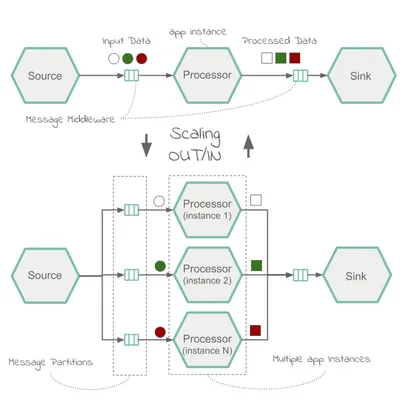 app instance
Input Data
Processed Data
Source
Processor
Sink
Message Middleware
Scaling
OUT/IN
Processor
(instance 1)
Source
Processor
(instance 2)
Sink
Processor
(instance N)
Message Partitions
Multiple app Instances